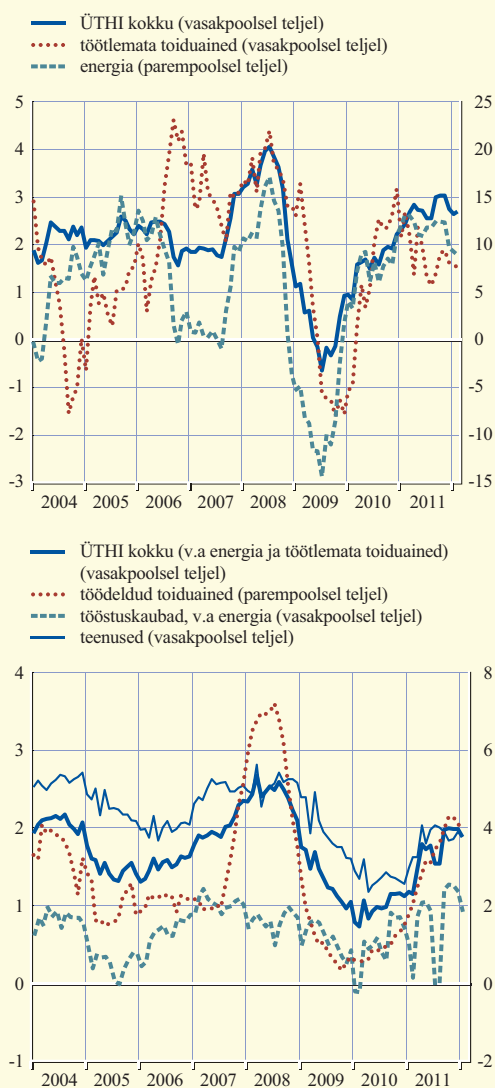 ÜTHI kokku (vasakpoolsel teljel)
töötlemata toiduained (vasakpoolsel teljel)
energia (parempoolsel teljel)
5 25
4 20
3 15
2 10
1 5
0 0
-1 -5
-2 -10
-3 -15
2004 2005 2006 2007 2008 2009 2010 2011
ÜTHI kokku (v.a energia ja töötlemata toiduained)
(vasakpoolsel teljel)
töödeldud toiduained (parempoolsel teljel)
tööstuskaubad, v.a energia (vasakpoolsel teljel)
teenused (vasakpoolsel teljel)
4 8
3 6
2 4
1 2
0 0
-1 -2
2004 2005 2006 2007 2008 2009 2010 2011